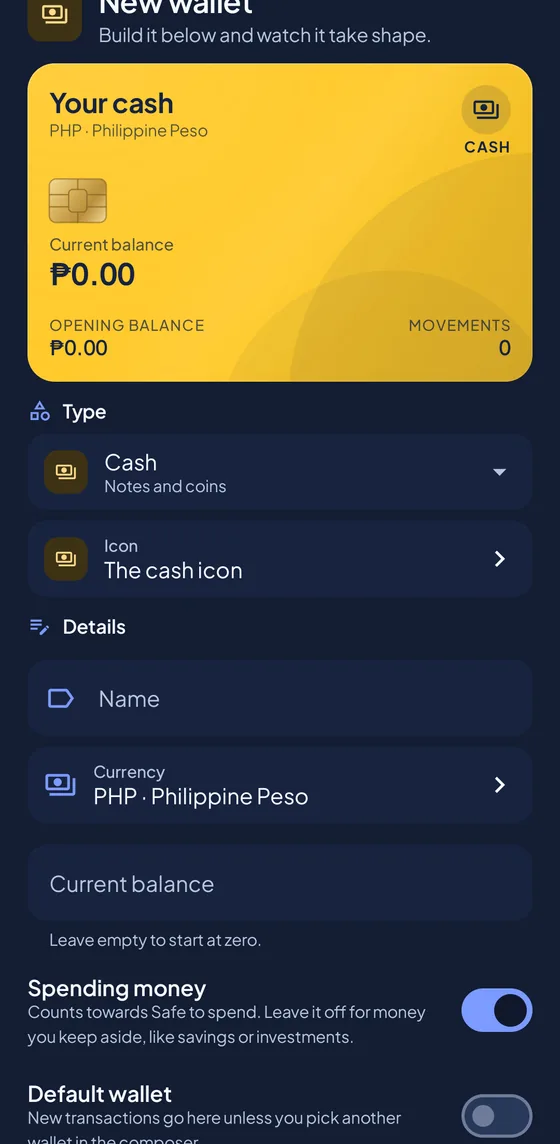 New wallet
Build it below and watch it take shape.
Your cash
PHP · Philippine Peso
CASH
Current balance
₱0.00
OPENING BALANCE
MOVEMENTS
₱0.00
0
Type
Cash
Notes and coins
Icon
The cash icon
Details
Name
Currency
PHP · Philippine Peso
Current balance
Leave empty to start at zero.
Spending money
Counts towards Safe to spend. Leave it off for money
you keep aside, like savings or investments.
Default wallet
New transactions go here unless you pick another
wallet in the composer.